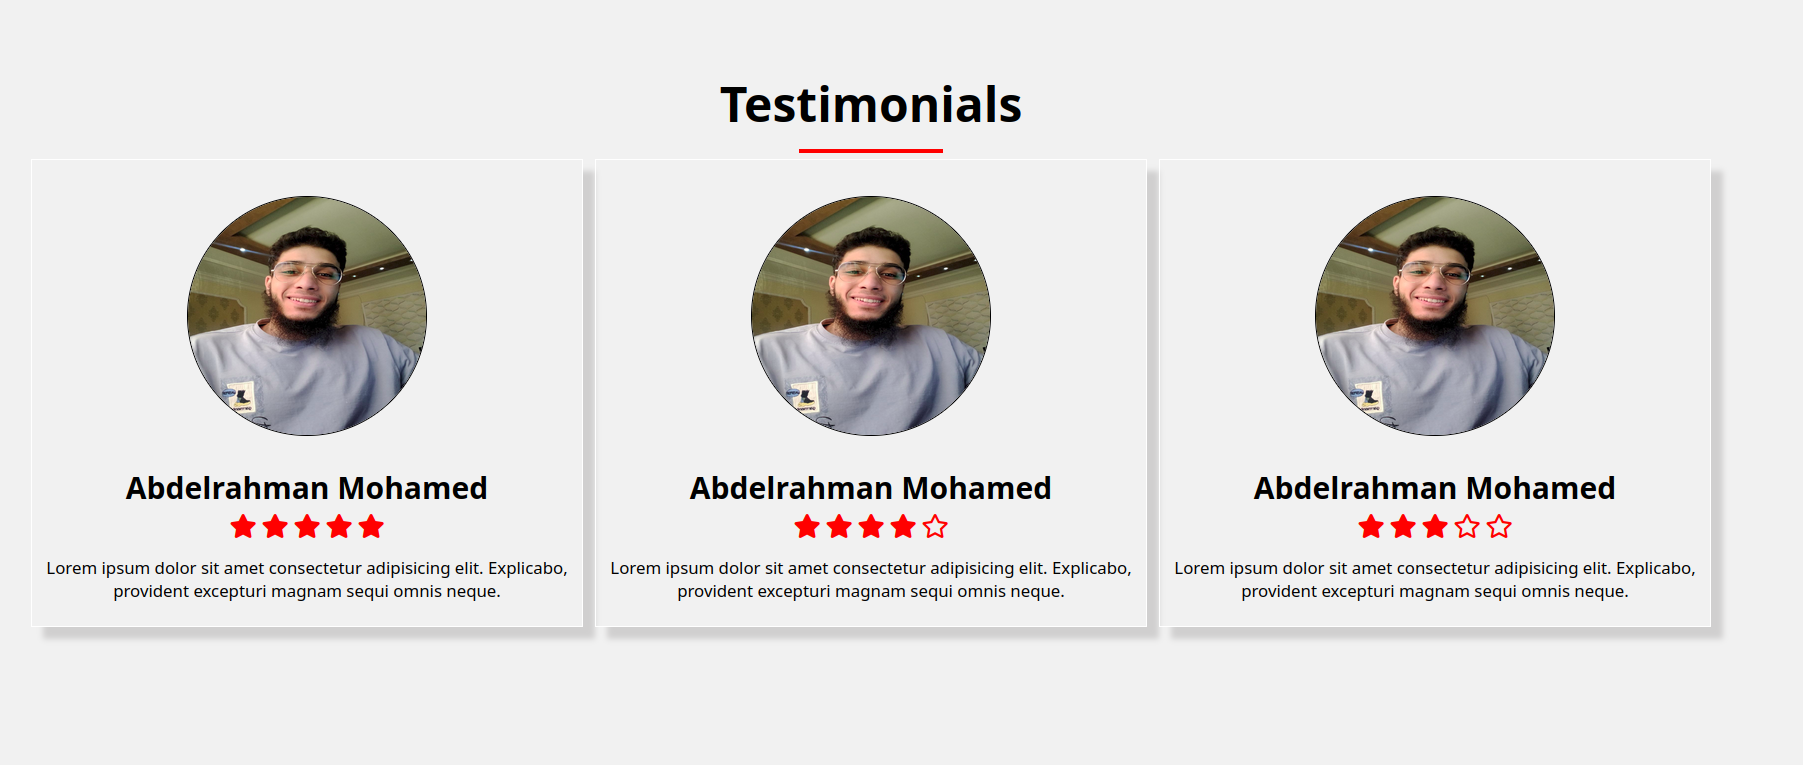 Testimonials
Abdelrahman Mohamed
Lorem ipsum dolor sit amet consectetur adipisicing elit. Explicabo,
provident excepturi magnam sequi omnis neque.
Abdelrahman Mohamed
Lorem ipsum dolor sit amet consectetur adipisicing elit. Explicabo,
provident excepturi magnam sequi omnis neque.
Abdelrahman Mohamed
Lorem ipsum dolor sit amet consectetur adipisicing elit. Explicabo,
provident excepturi magnam sequi omnis neque.